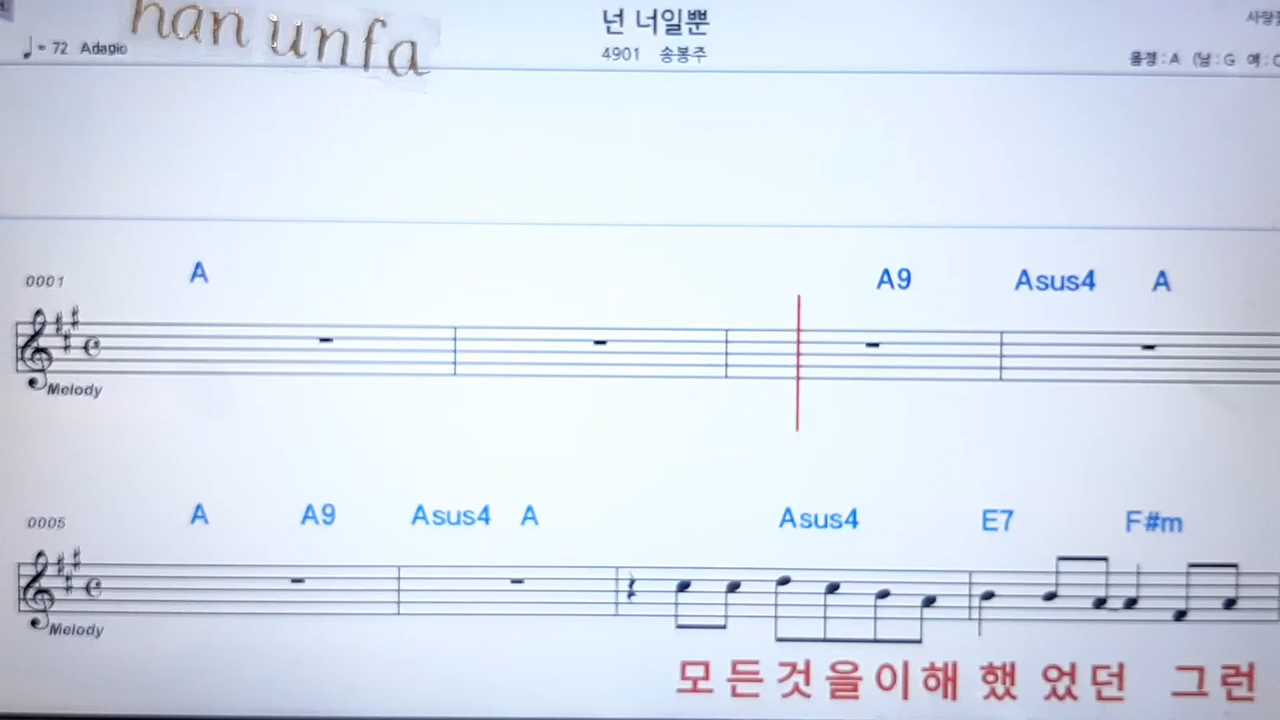 han unfa
♩= 72 Adagio
넌 너일뿐
4901 송봉주
음정:A (남:G 여:C
0001
A A9 Asus4 A
Melody
0005
A A9 Asus4 A Asus4 E7 F#m
Melody
모든것을이해했었던 그런